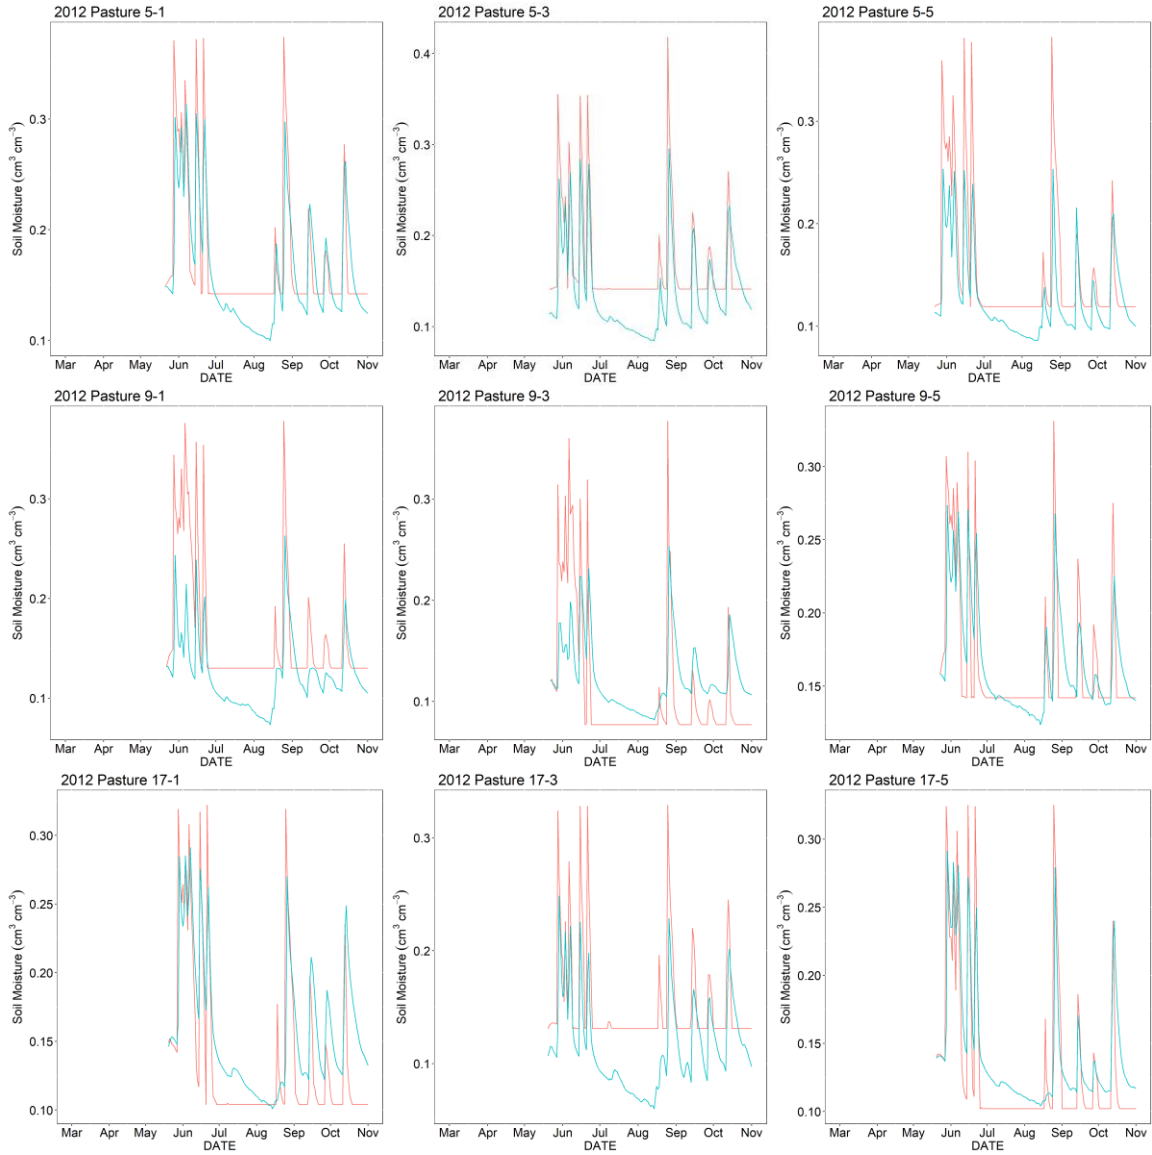 2012 Pasture 5-1
2012 Pasture 5-3
2012 Pasture 5-5
Soil Moisture (cm³ cm⁻³)
0.3
0.2
0.1
Mar Apr May Jun Jul Aug Sep Oct Nov
DATE
Soil Moisture (cm³ cm⁻³)
0.4
0.3
0.2
0.1
Mar Apr May Jun Jul Aug Sep Oct Nov
DATE
Soil Moisture (cm³ cm⁻³)
0.3
0.2
0.1
Mar Apr May Jun Jul Aug Sep Oct Nov
DATE
2012 Pasture 9-1
2012 Pasture 9-3
2012 Pasture 9-5
Soil Moisture (cm³ cm⁻³)
0.3
0.2
0.1
Mar Apr May Jun Jul Aug Sep Oct Nov
DATE
Soil Moisture (cm³ cm⁻³)
0.3
0.2
0.1
Mar Apr May Jun Jul Aug Sep Oct Nov
DATE
Soil Moisture (cm³ cm⁻³)
0.30
0.25
0.20
0.15
Mar Apr May Jun Jul Aug Sep Oct Nov
DATE
2012 Pasture 17-1
2012 Pasture 17-3
2012 Pasture 17-5
Soil Moisture (cm³ cm⁻³)
0.30
0.25
0.20
0.15
0.10
Mar Apr May Jun Jul Aug Sep Oct Nov
DATE
Soil Moisture (cm³ cm⁻³)
0.3
0.2
0.1
Mar Apr May Jun Jul Aug Sep Oct Nov
DATE
Soil Moisture (cm³ cm⁻³)
0.30
0.25
0.20
0.15
0.10
Mar Apr May Jun Jul Aug Sep Oct Nov
DATE